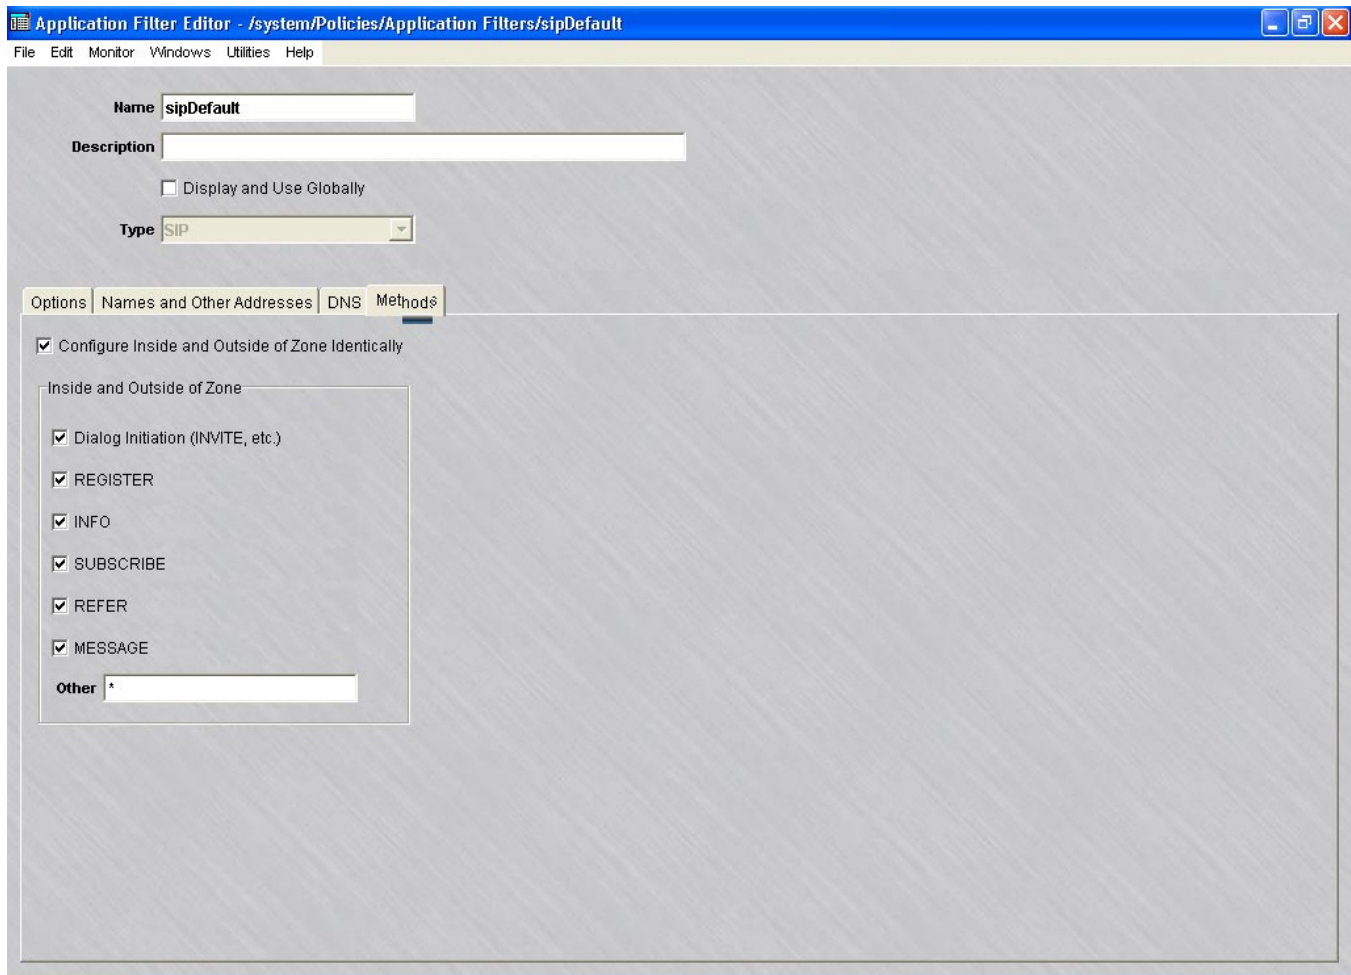 Application Filter Editor - /system/Policies/Application Filters/sipDefault
File Edit Monitor Windows Utilities Help
Name sipDefault
Description
Display and Use Globally
Type SIP
Options Names and Other Addresses DNS Methods
Configure Inside and Outside of Zone Identically
Inside and Outside of Zone
Dialog Initiation (INVITE, etc.)
REGISTER
INFO
SUBSCRIBE
REFER
MESSAGE
Other *